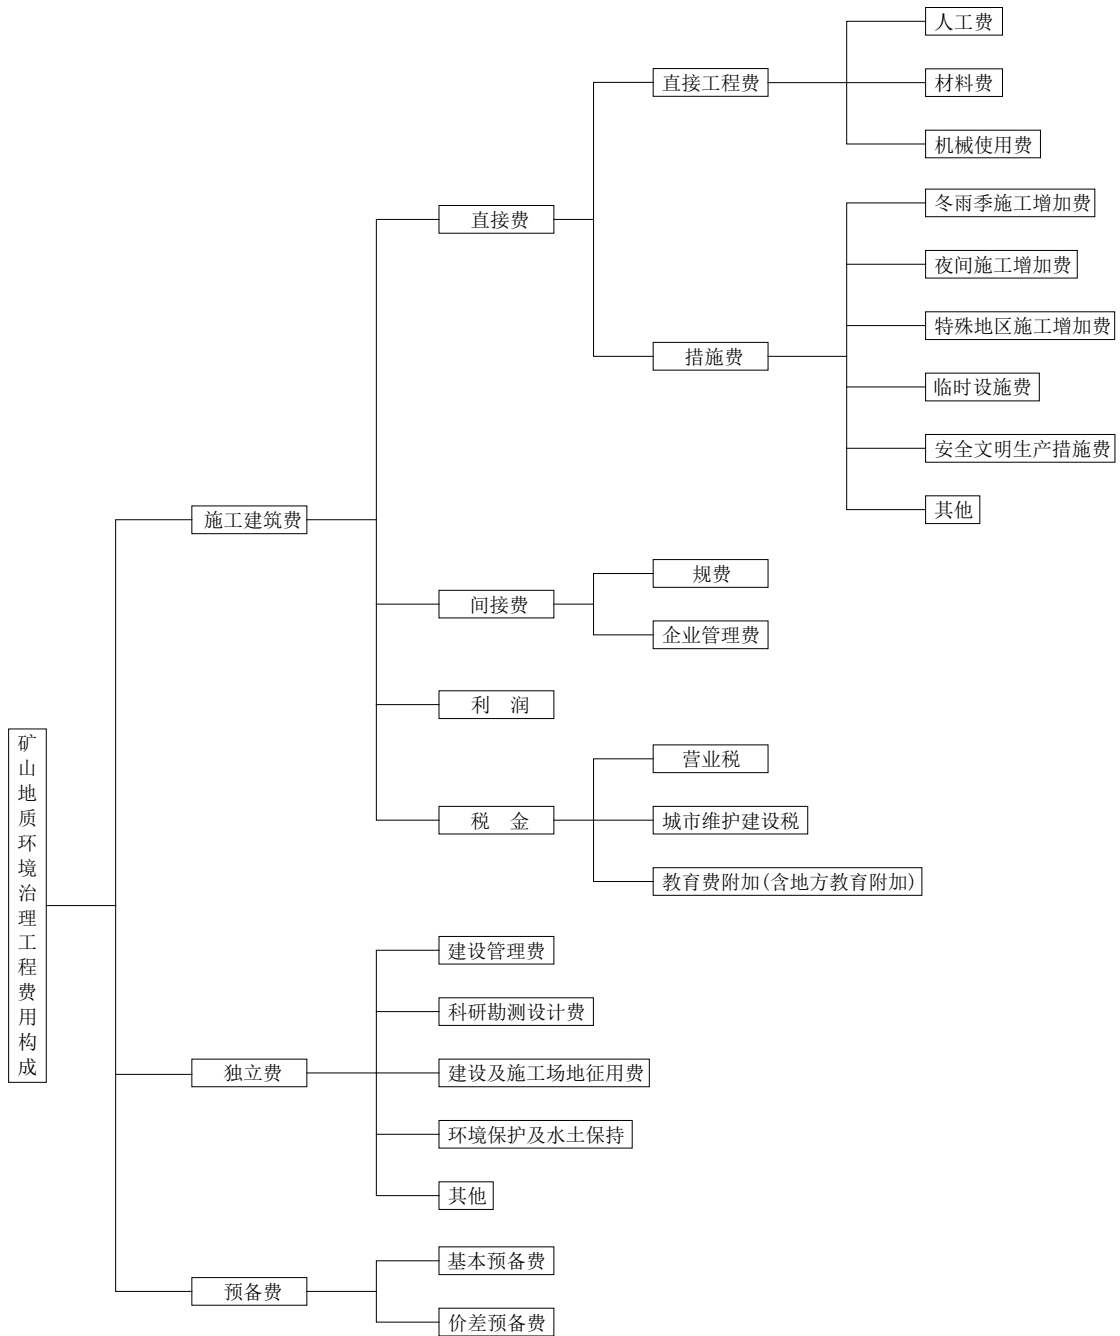 矿山地质环境治理工程费用构成
施工建筑费
直接费
直接工程费
人工费
材料费
机械使用费
措施费
冬雨季施工增加费
夜间施工增加费
特殊地区施工增加费
临时设施费
安全文明生产措施费
其他
间接费
规费
企业管理费
利 润
税 金
营业税
城市维护建设税
教育费附加(含地方教育附加)
独立费
建设管理费
科研勘测设计费
建设及施工场地征用费
环境保护及水土保持
其他
预备费
基本预备费
价差预备费